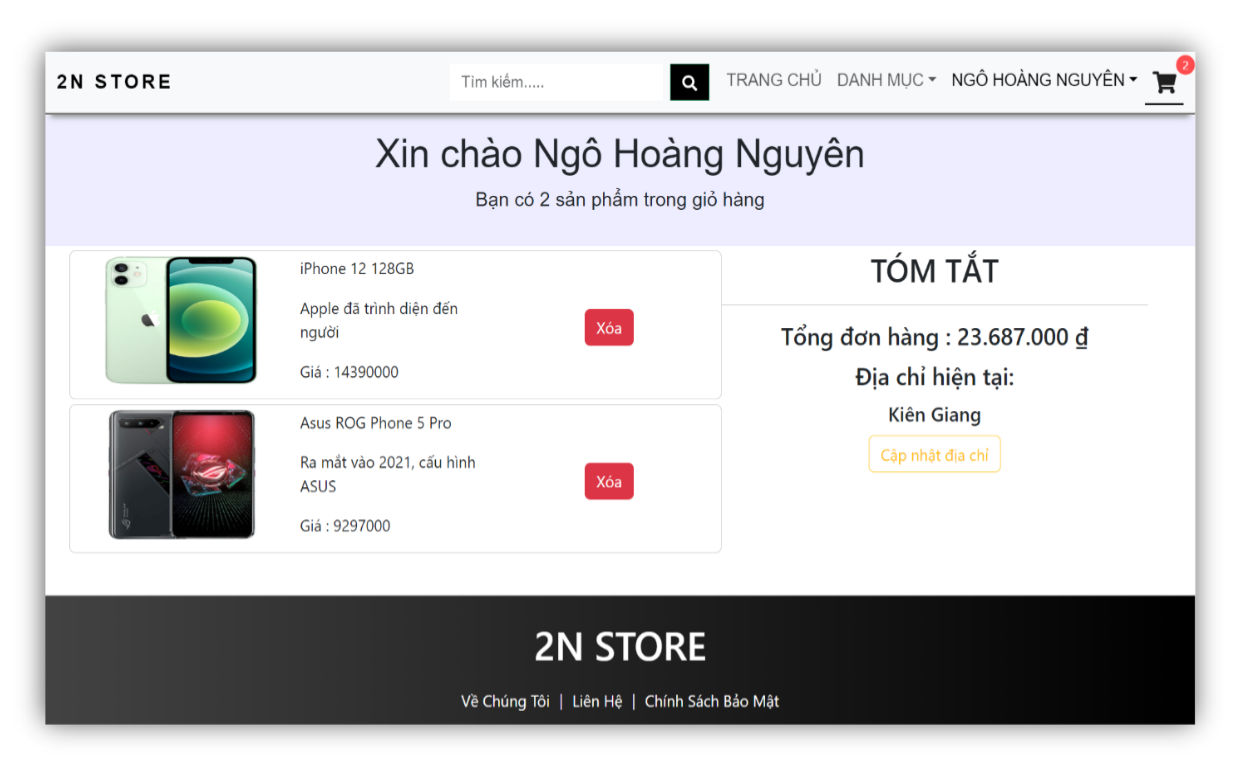 2N STORE
Tìm kiếm.....
TRANG CHỦ DANH MỤC NGÔ HOÀNG NGUYÊN 2
Xin chào Ngô Hoàng Nguyên
Bạn có 2 sản phẩm trong giỏ hàng
iPhone 12 128GB
Apple đã trình diện đến
người
Giá : 14390000
Xóa
Asus ROG Phone 5 Pro
Ra mắt vào 2021, cấu hình
ASUS
Giá : 9297000
Xóa
TÓM TẮT
Tổng đơn hàng : 23.687.000 ₫
Địa chỉ hiện tại:
Kiên Giang
Cập nhật địa chỉ
2N STORE
Về Chúng Tôi | Liên Hệ | Chính Sách Bảo Mật